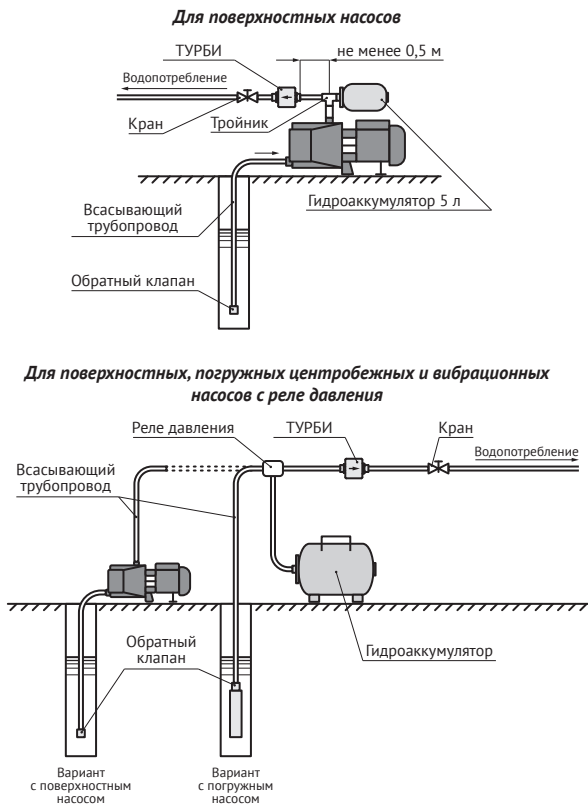 Для поверхностных насосов
ТУРБИ
не менее 0,5 м
Водопотребление
Кран
Тройник
Гидроаккумулятор 5 л
Всасывающий
трубопровод
Обратный клапан
Для поверхностных, погружных центробежных и вибрационных
насосов с реле давления
Реле давления
ТУРБИ
Кран
Водопотребление
Всасывающий
трубопровод
Обратный
клапан
Гидроаккумулятор
Вариант
с поверхностным
насосом
Вариант
с погружным
насосом